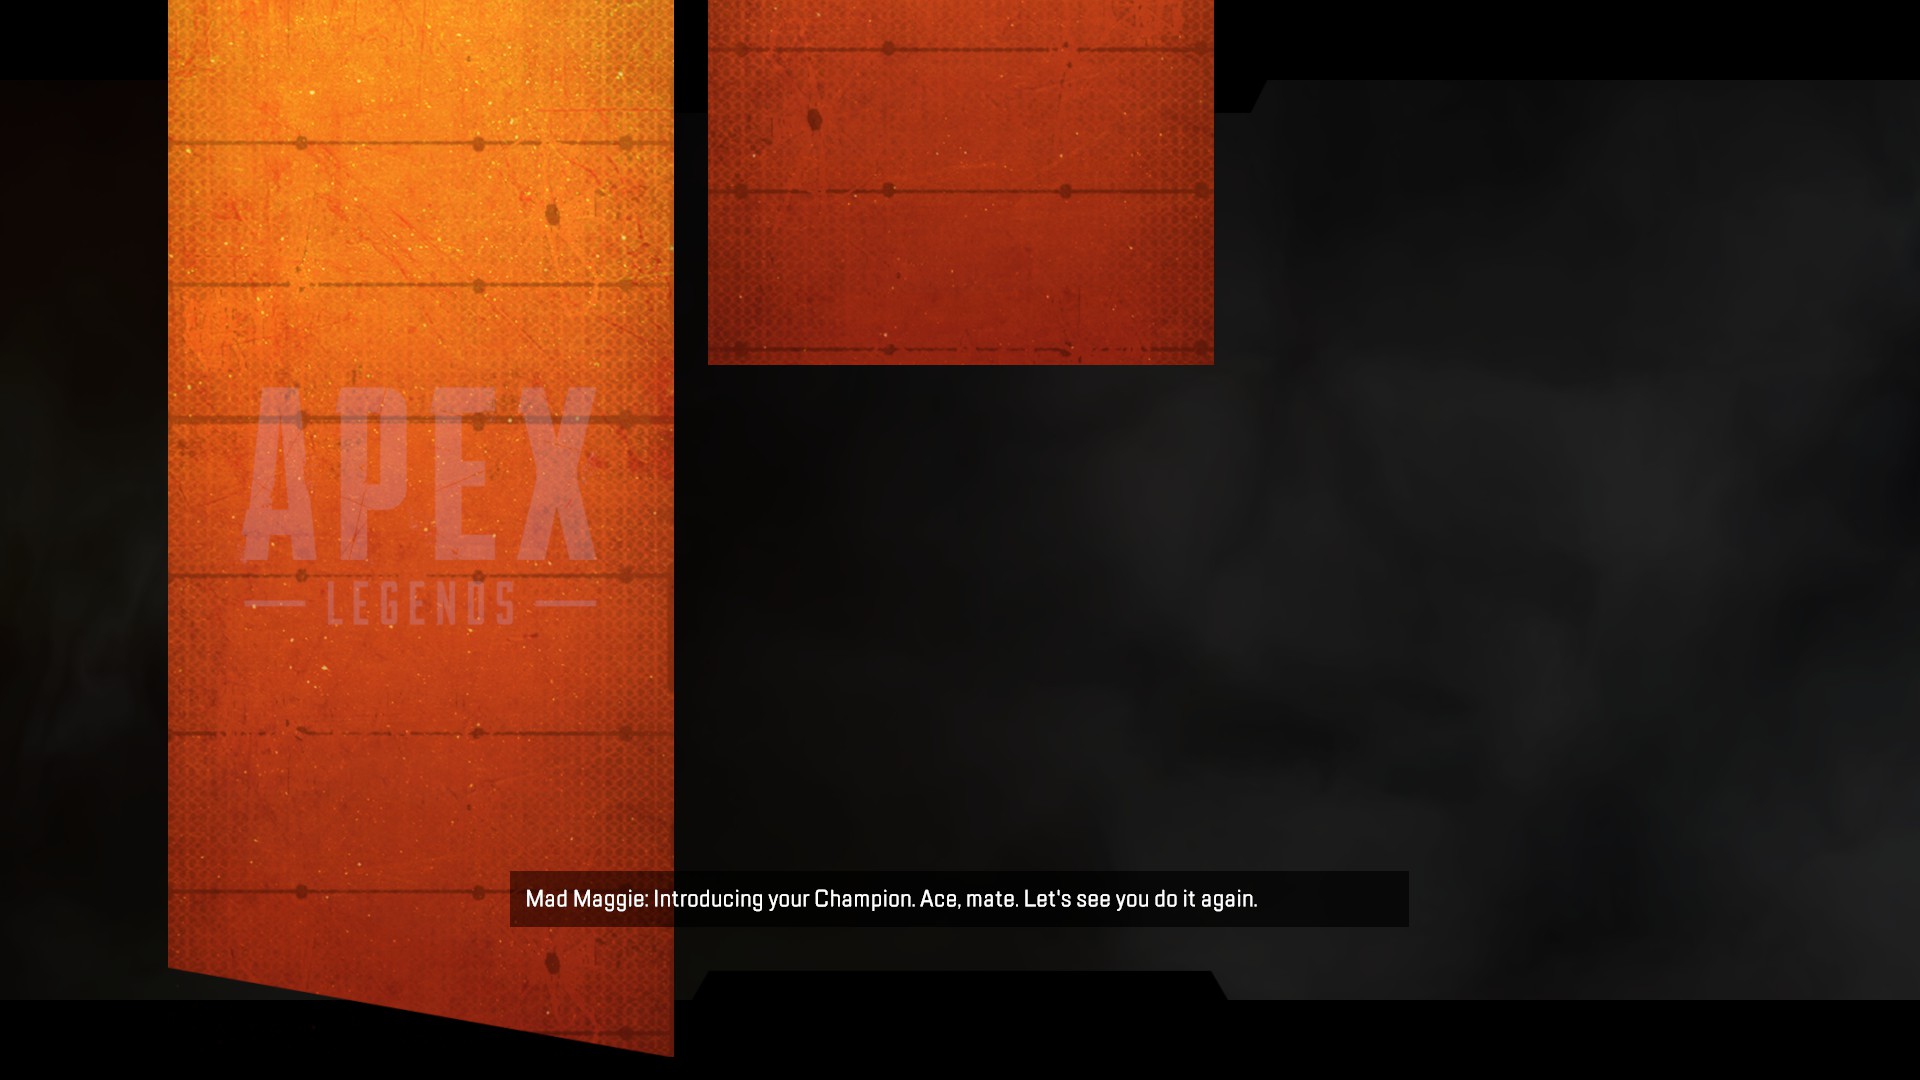 APEX
LEGENDS
Mad Maggie: Introducing your Champion. Ace, mate. Let's see you do it again.